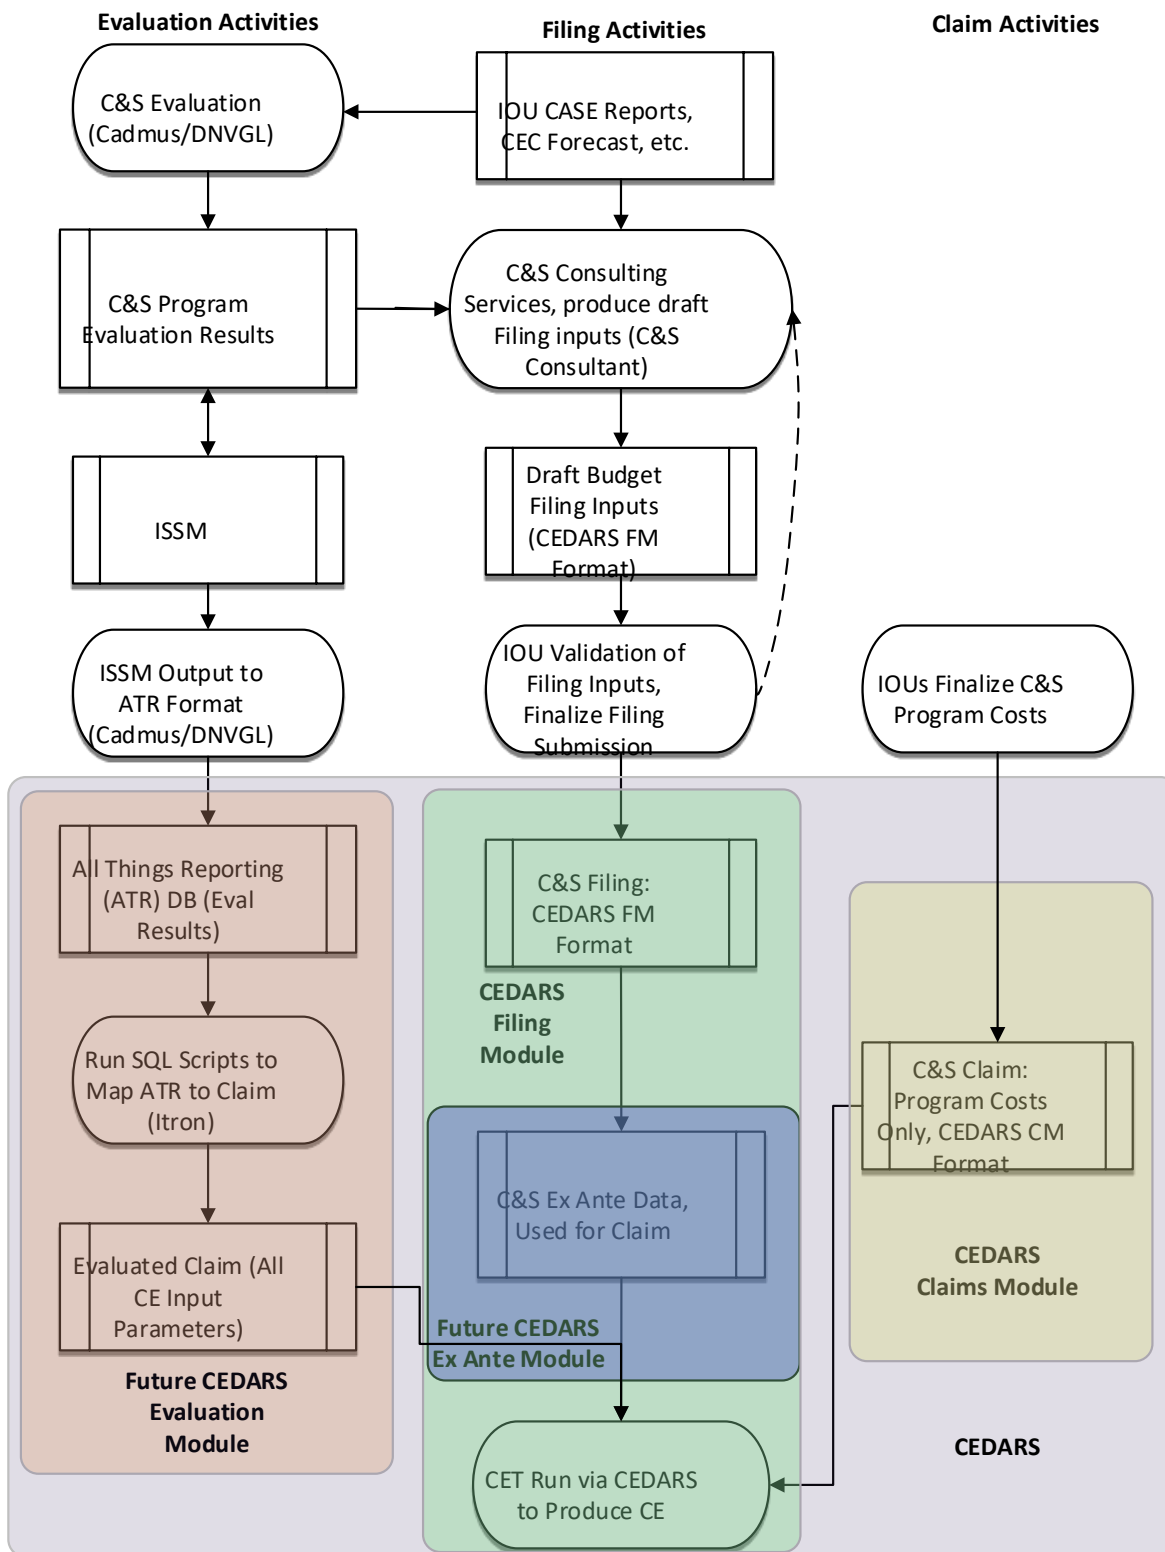 Evaluation Activities
Filing Activities
Claim Activities
C&S Evaluation
(Cadmus/DNVGL)
IOU CASE Reports,
CEC Forecast, etc.
C&S Program
Evaluation Results
C&S Consulting
Services, produce draft
Filing inputs (C&S
Consultant)
ISSM
Draft Budget
Filing Inputs
(CEDARS FM
Format)
ISSM Output to
ATR Format
(Cadmus/DNVGL)
IOU Validation of
Filing Inputs,
Finalize Filing
Submission
IOUs Finalize C&S
Program Costs
All Things Reporting
(ATR) DB (Eval
Results)
C&S Filing:
CEDARS FM
Format
CEDARS
Filing
Module
Run SQL Scripts to
Map ATR to Claim
(Itron)
C&S Claim:
Program Costs
Only, CEDARS CM
Format
C&S Ex Ante Data,
Used for Claim
Evaluated Claim (All
CE Input
Parameters)
CEDARS
Claims Module
Future CEDARS
Ex Ante Module
Future CEDARS
Evaluation
Module
CEDARS
CET Run via CEDARS
to Produce CE